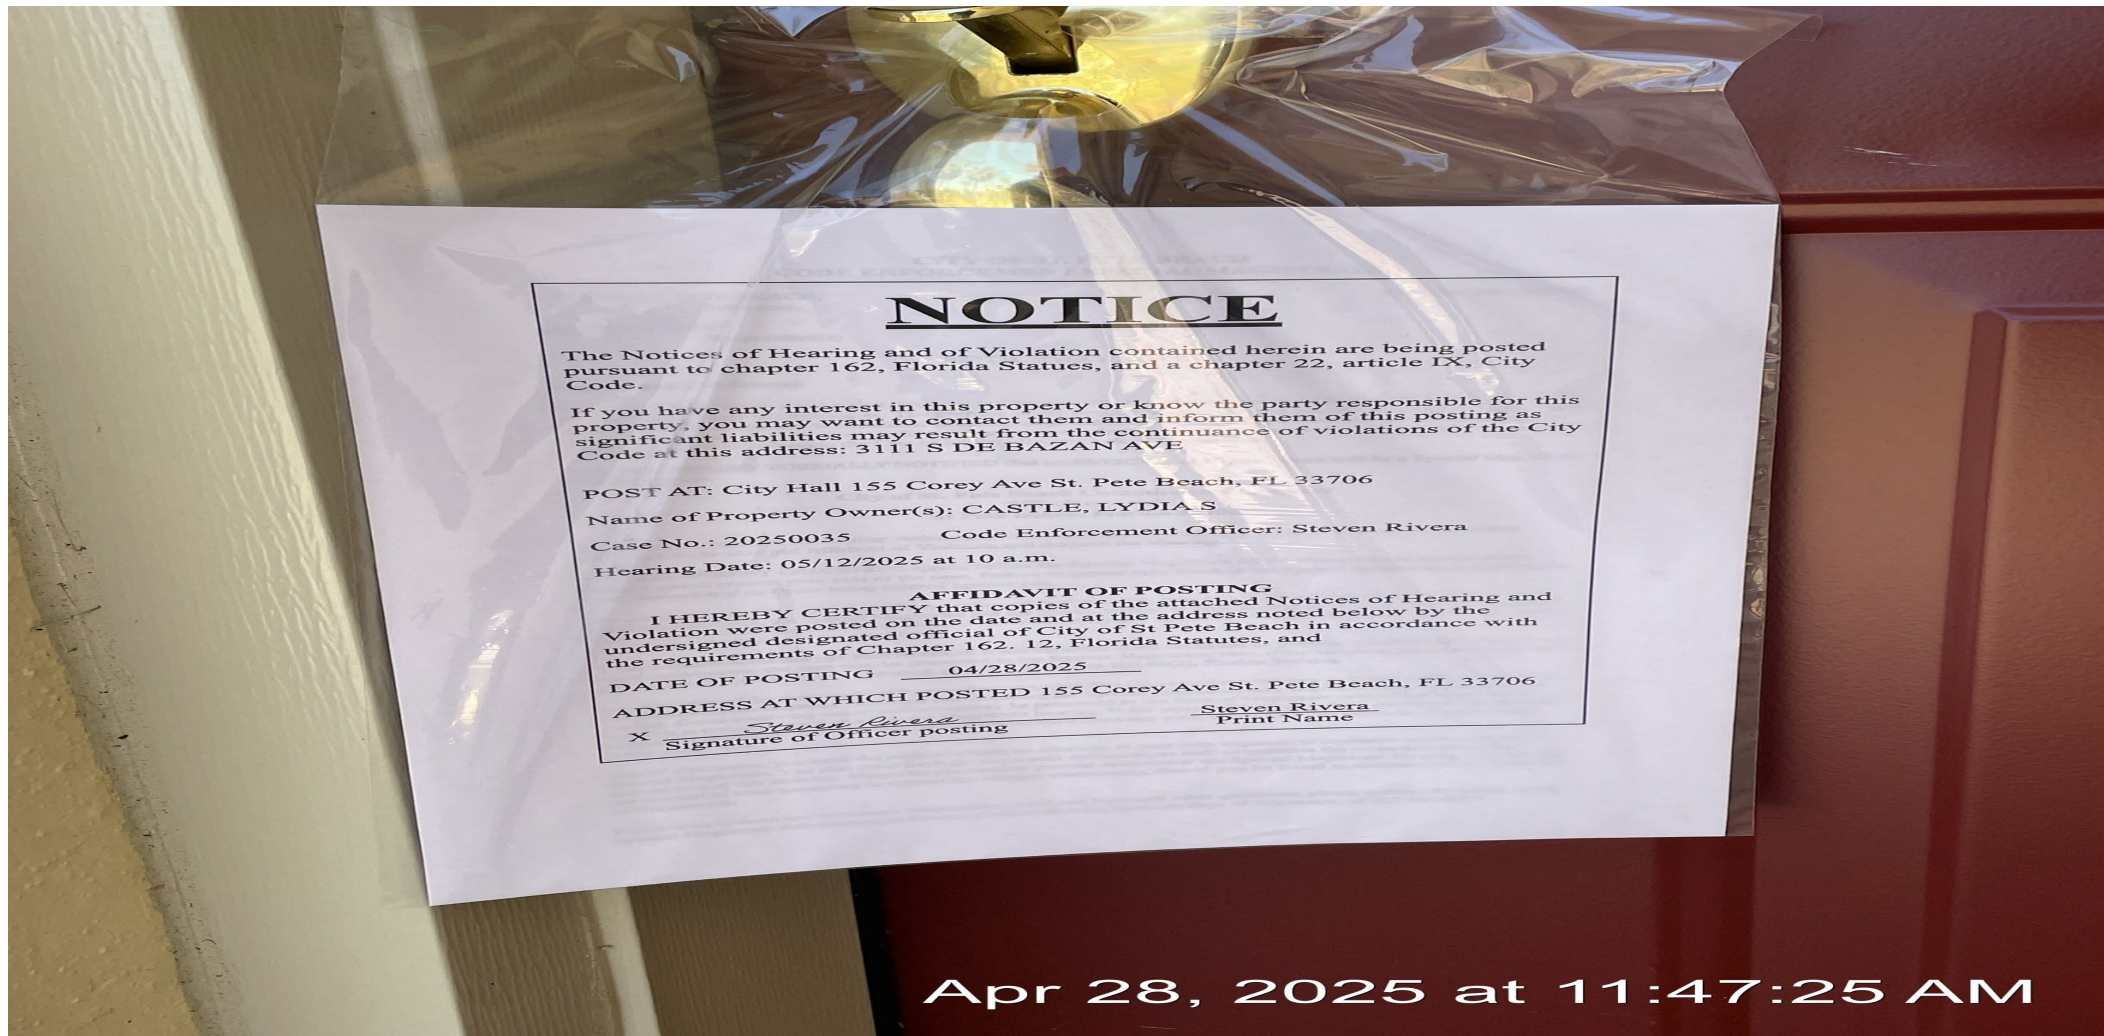 NOTICE
The Notices of Hearing and of Violation contained herein are being posted
pursuant to chapter 162, Florida Statues, and a chapter 22, article IX, City
Code.
If you have any interest in this property or know the party responsible for this
property, you may want to contact them and inform them of this posting as
significant liabilities may result from the continuance of violations of the City
Code at this address: 3111 S DE BAZAN AVE
POST AT: City Hall 155 Corey Ave St. Pete Beach, FL 33706
Name of Property Owner(s): CASTLE, LYDIA S
Case No.: 20250035 Code Enforcement Officer: Steven Rivera
Hearing Date: 05/12/2025 at 10 a.m.
AFFIDAVIT OF POSTING
I HEREBY CERTIFY that copies of the attached Notices of Hearing and
Violation were posted on the date and at the address noted below by the
undersigned designated official of City of St Pete Beach in accordance with
the requirements of Chapter 162. 12, Florida Statutes, and
DATE OF POSTING 04/28/2025
ADDRESS AT WHICH POSTED 155 Corey Ave St. Pete Beach, FL 33706
X Steven Rivera Steven Rivera
Signature of Officer posting Print Name
Apr 28, 2025 at 11:47:25 AM